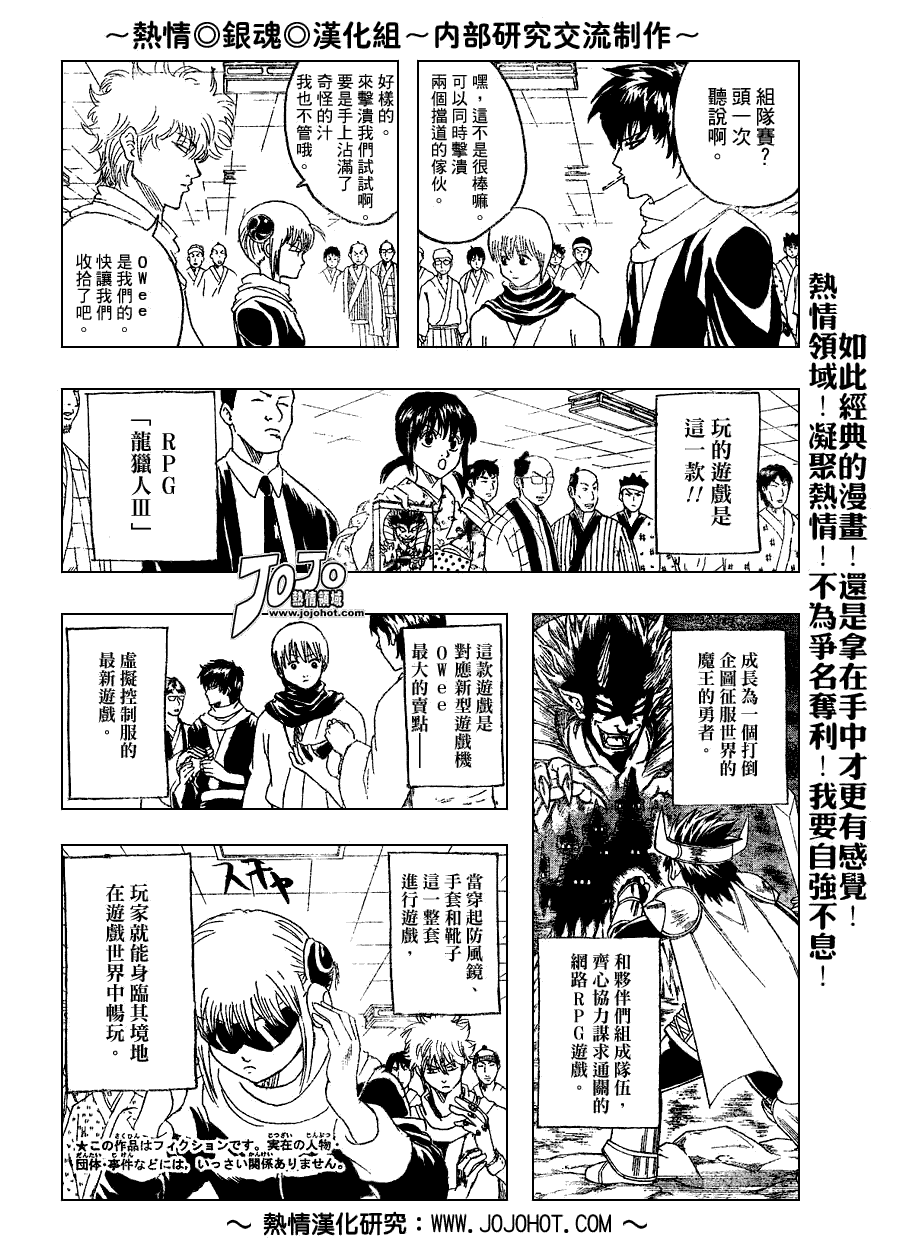 ～熱情◎銀魂◎漢化組～内部研究交流制作～
組隊賽？
頭一次
聽說啊。
嘿，這不是很棒嘛。
可以同時擊潰
兩個擋道的傢伙。
好樣的。
來擊潰我們試試啊。
要是手上沾滿了
奇怪的汁
我也不管哦。
OWee
是我們的。
快讓我們
收拾了吧。
玩的遊戲是
這一款!!
RPG
「龍獵人III」
成長為一個打倒
企圖征服世界的
魔王的勇者。
和夥伴們組成隊伍，
齊心協力謀求通關的
網路RPG遊戲。
這款遊戲是
對應新型遊戲機
OWee
最大的賣點——
虛擬控制服的
最新遊戲。
當穿起防風鏡、
手套和靴子
這一整套，
進行遊戲
スチャ
玩家就能身臨其境地
在遊戲世界中暢玩。
JOJO
熱情領域
www.jojohot.com
如此經典的漫畫！還是拿在手中才更有感覺！
熱情領域！凝聚熱情！不為爭名奪利！我要自強不息！
★この作品はフィクションです。実在の人物・
団体・事件などには、いっさい関係ありません。
～ 熱情漢化研究：WWW.JOJOHOT.COM ～